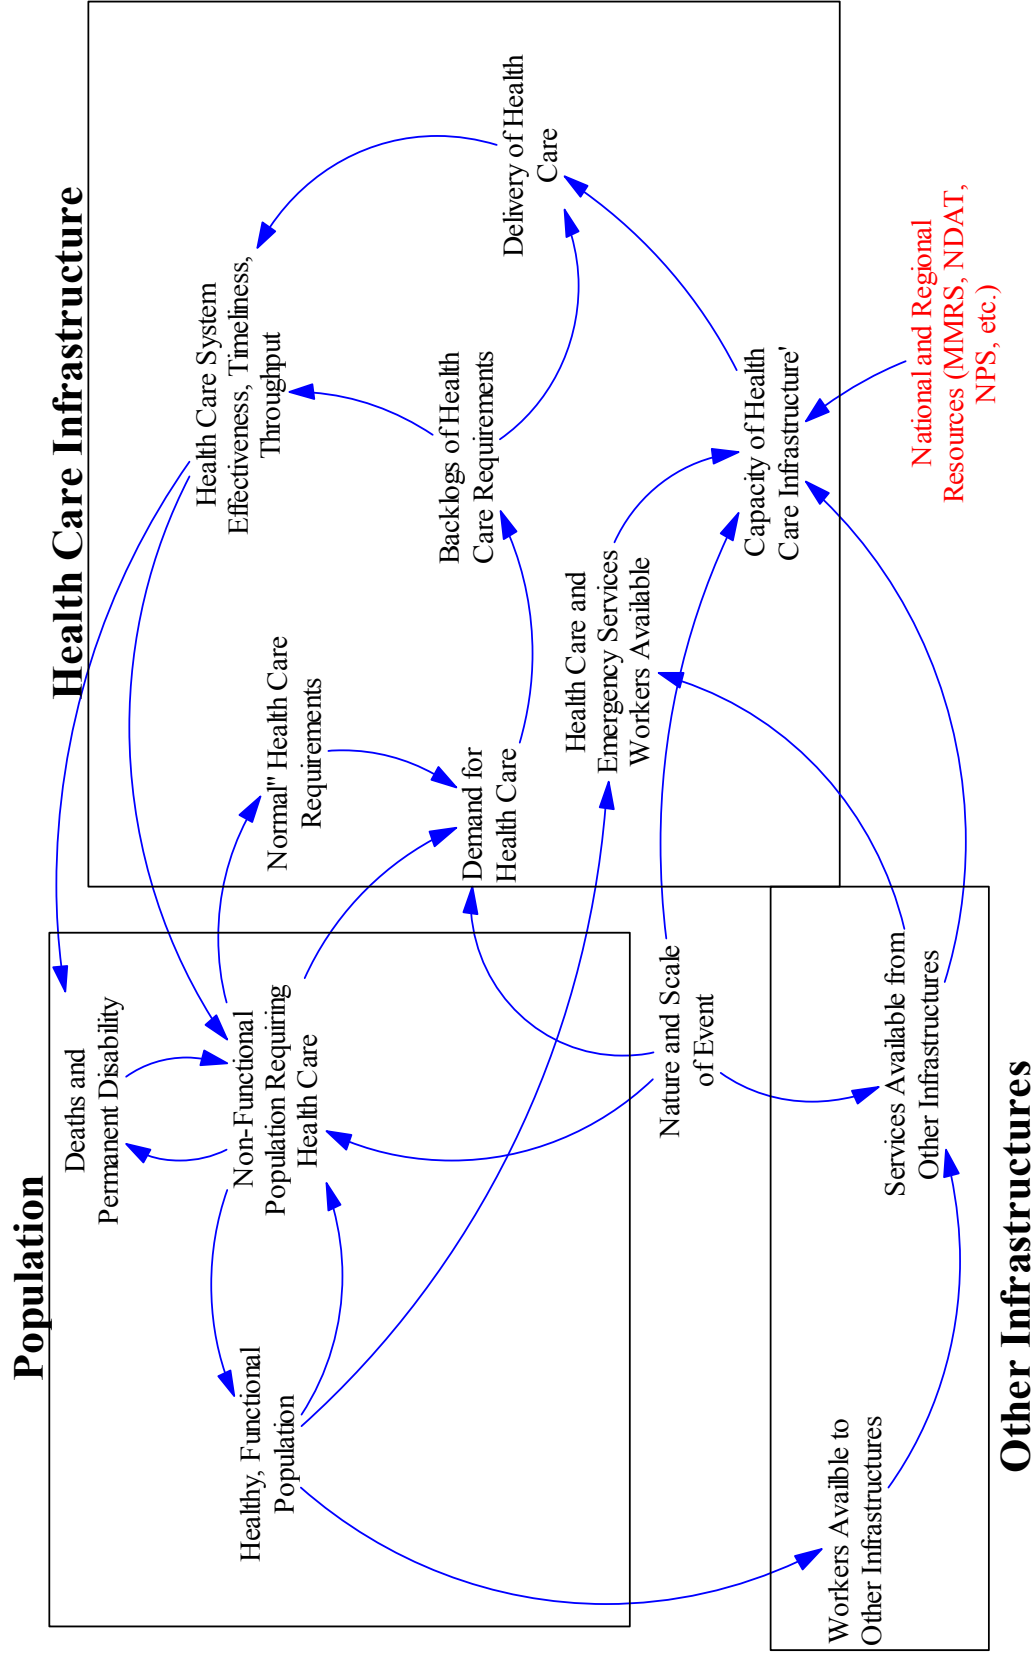 Health Care Infrastructure
Population
Other Infrastructures
Deaths and
Permanent Disability
Non-Functional
Population Requiring
Health Care
Healthy, Functional
Population
Normal" Health Care
Requirements
Health Care System
Effectiveness, Timeliness,
Throughput
Demand for
Health Care
Backlogs of Health
Care Requirements
Delivery of Health
Care
Health Care and
Emergency Services
Workers Available
Nature and Scale
of Event
Capacity of Health
Care Infrastructure'
Workers Availble to
Other Infrastructures
Services Available from
Other Infrastructures
National and Regional
Resources (MMRS, NDAT,
NPS, etc.)